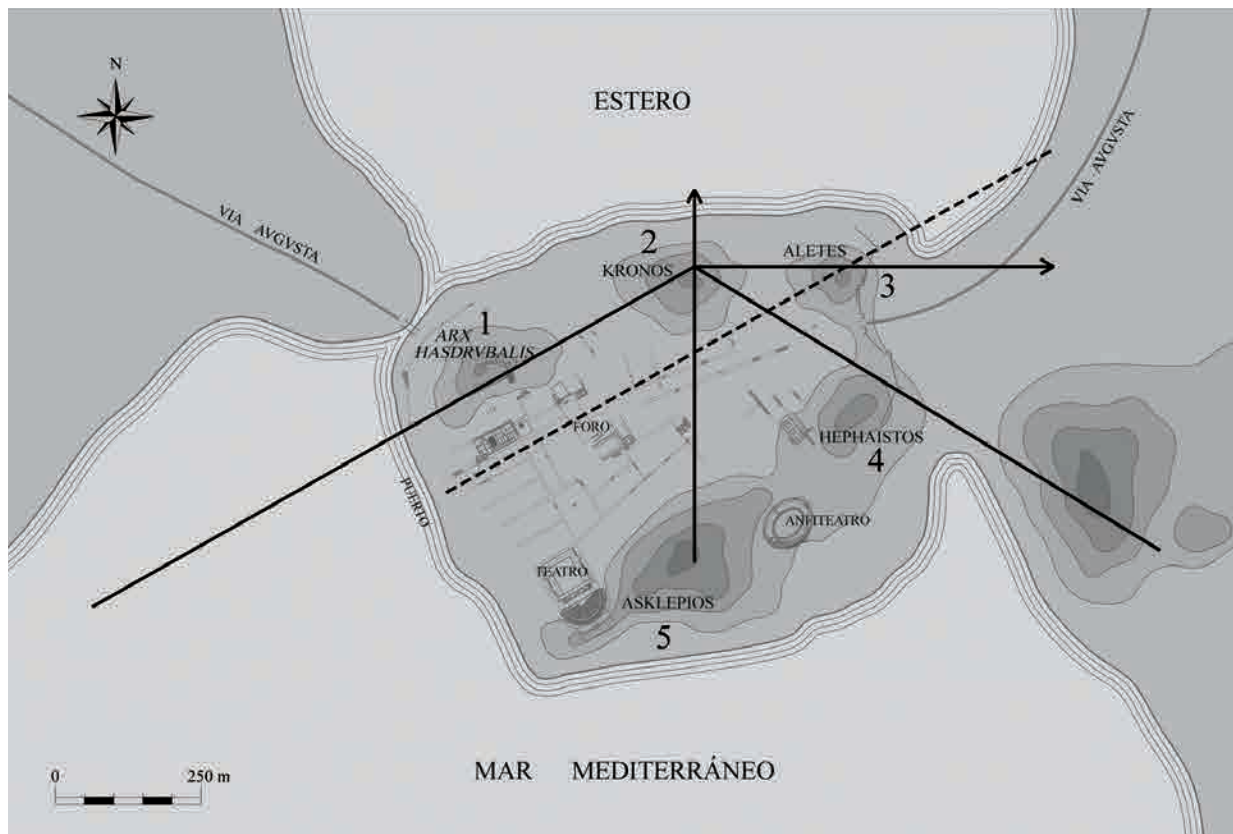 N
ESTERO
VIA AVGVSTA
VIA AVGVSTA
2
KRONOS
ALETES
3
1
ARX
HASDRVBALIS
FORO
HEPHAISTOS
4
PUERTO
ANFITEATRO
TEATRO
ASKLEPIOS
5
MAR MEDITERRÁNEO
0 250 m